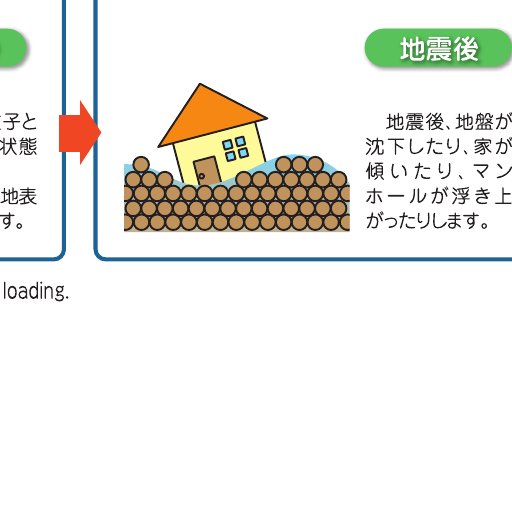 子と
状態
地表
す。
地震後
地震後、地盤が
沈下したり、家が
傾いたり、マン
ホールが浮き上
がったりします。
loading.